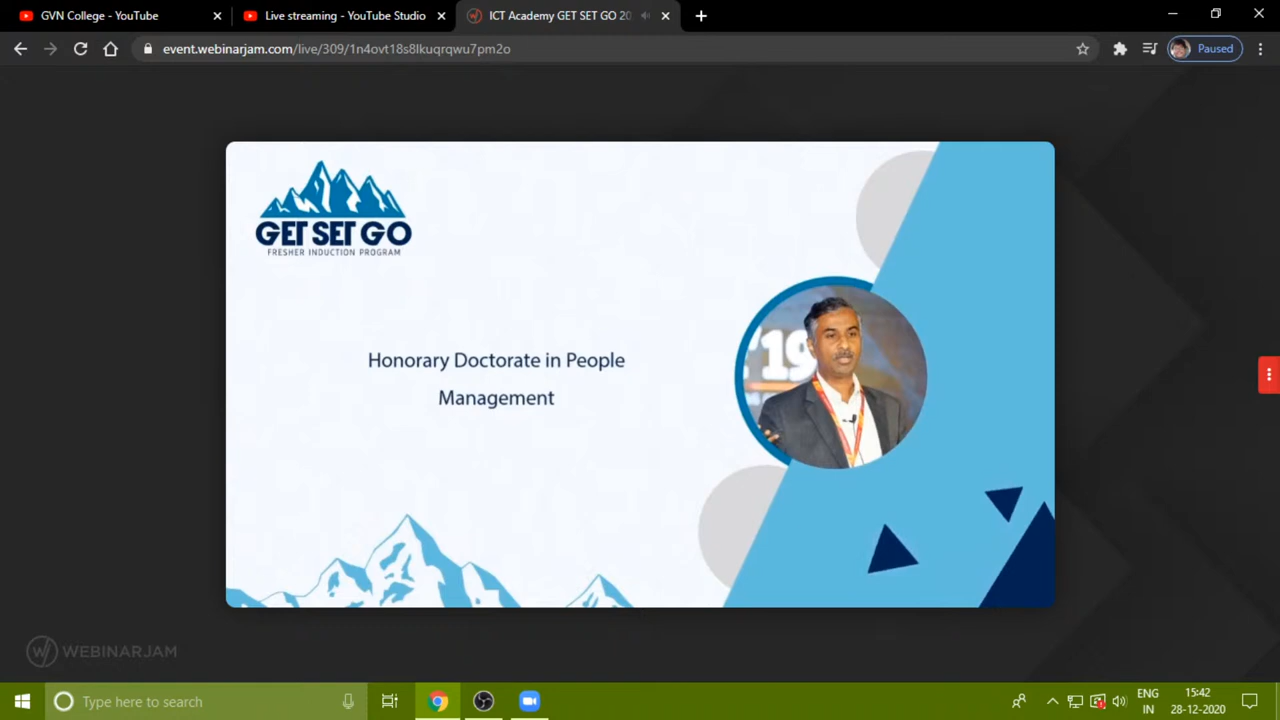 GVN College - YouTube
Live streaming - YouTube Studio
ICT Academy GET SET GO 20
event.webinarjam.com/live/309/1n4ovt18s8lkuqrqwu7pm2o
Paused
GET SET GO
FRESHER INDUCTION PROGRAM
'19
Honorary Doctorate in People
Management
WEBINARJAM
Type here to search
ENG
IN
15:42
28-12-2020